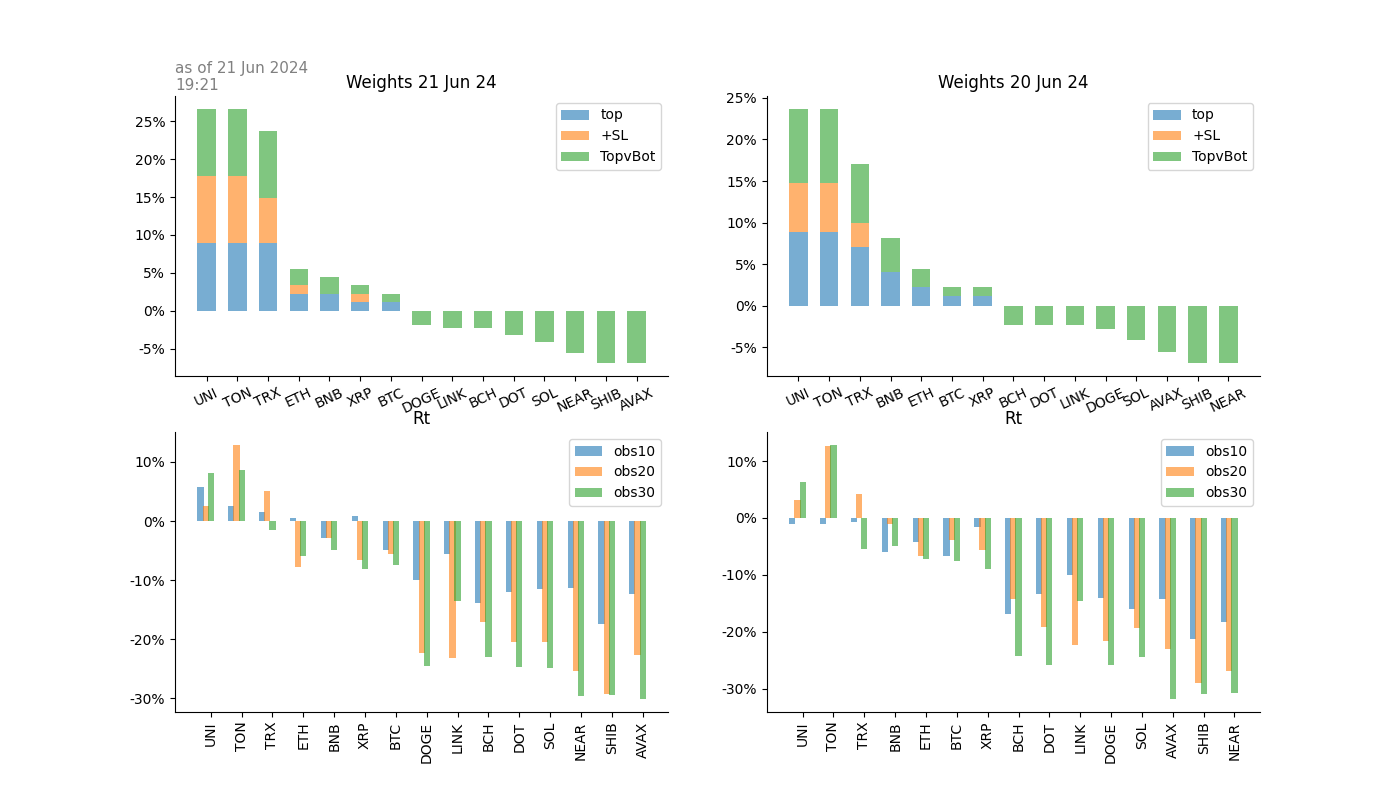 as of 21 Jun 2024
19:21
Weights 21 Jun 24
25%
20%
15%
10%
5%
0%
-5%
top
+SL
TopvBot
UNI TON TRX ETH BNB XRP BTC DOGE LINK BCH DOT SOL NEAR SHIB AVAX
Weights 20 Jun 24
25%
20%
15%
10%
5%
0%
-5%
top
+SL
TopvBot
UNI TON TRX BNB ETH BTC XRP BCH DOT LINK DOGE SOL AVAX SHIB NEAR
Rt
10%
0%
-10%
-20%
-30%
obs10
obs20
obs30
UNI TON TRX ETH BNB XRP BTC DOGE LINK BCH DOT SOL NEAR SHIB AVAX
Rt
10%
0%
-10%
-20%
-30%
obs10
obs20
obs30
UNI TON TRX BNB ETH BTC XRP BCH DOT LINK DOGE SOL AVAX SHIB NEAR